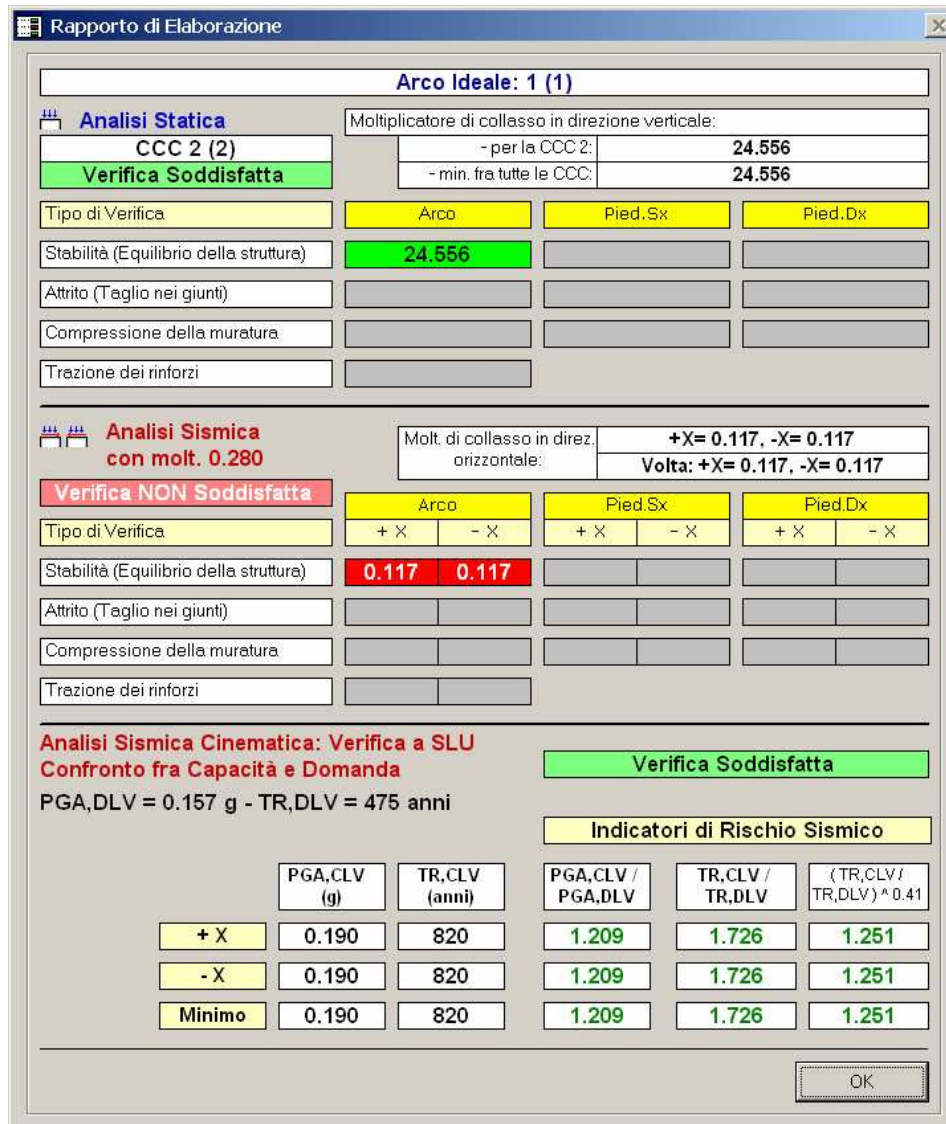 Rapporto di Elaborazione
Arco Ideale: 1 (1)
Analisi Statica
CCC 2 (2)
Verifica Soddisfatta
Moltiplicatore di collasso in direzione verticale:
- per la CCC 2: 24.556
- min. fra tutte le CCC: 24.556
Tipo di Verifica Arco Pied.Sx Pied.Dx
Stabilità (Equilibrio della struttura) 24.556
Attrito (Taglio nei giunti)
Compressione della muratura
Trazione dei rinforzi
Analisi Sismica
con molt. 0.280
Verifica NON Soddisfatta
Molt. di collasso in direz.
orizzontale:
+X= 0.117, -X= 0.117
Volta: +X= 0.117, -X= 0.117
Arco Pied.Sx Pied.Dx
Tipo di Verifica + X - X + X - X + X - X
Stabilità (Equilibrio della struttura) 0.117 0.117
Attrito (Taglio nei giunti)
Compressione della muratura
Trazione dei rinforzi
Analisi Sismica Cinematica: Verifica a SLU
Confronto fra Capacità e Domanda
Verifica Soddisfatta
PGA,DLV = 0.157 g - TR,DLV = 475 anni
Indicatori di Rischio Sismico
PGA,CLV
(g)
TR,CLV
(anni)
PGA,CLV /
PGA,DLV
TR,CLV /
TR,DLV
(TR,CLV /
TR,DLV) ^ 0.41
+ X 0.190 820 1.209 1.726 1.251
- X 0.190 820 1.209 1.726 1.251
Minimo 0.190 820 1.209 1.726 1.251
OK